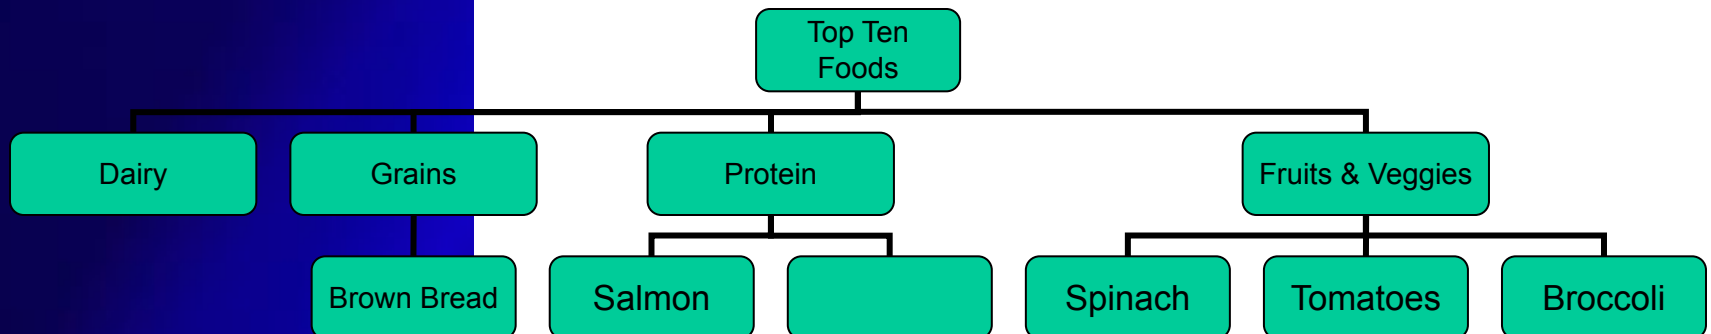 Top Ten
Foods
Dairy
Grains
Protein
Fruits & Veggies
Brown Bread
Salmon
Spinach
Tomatoes
Broccoli